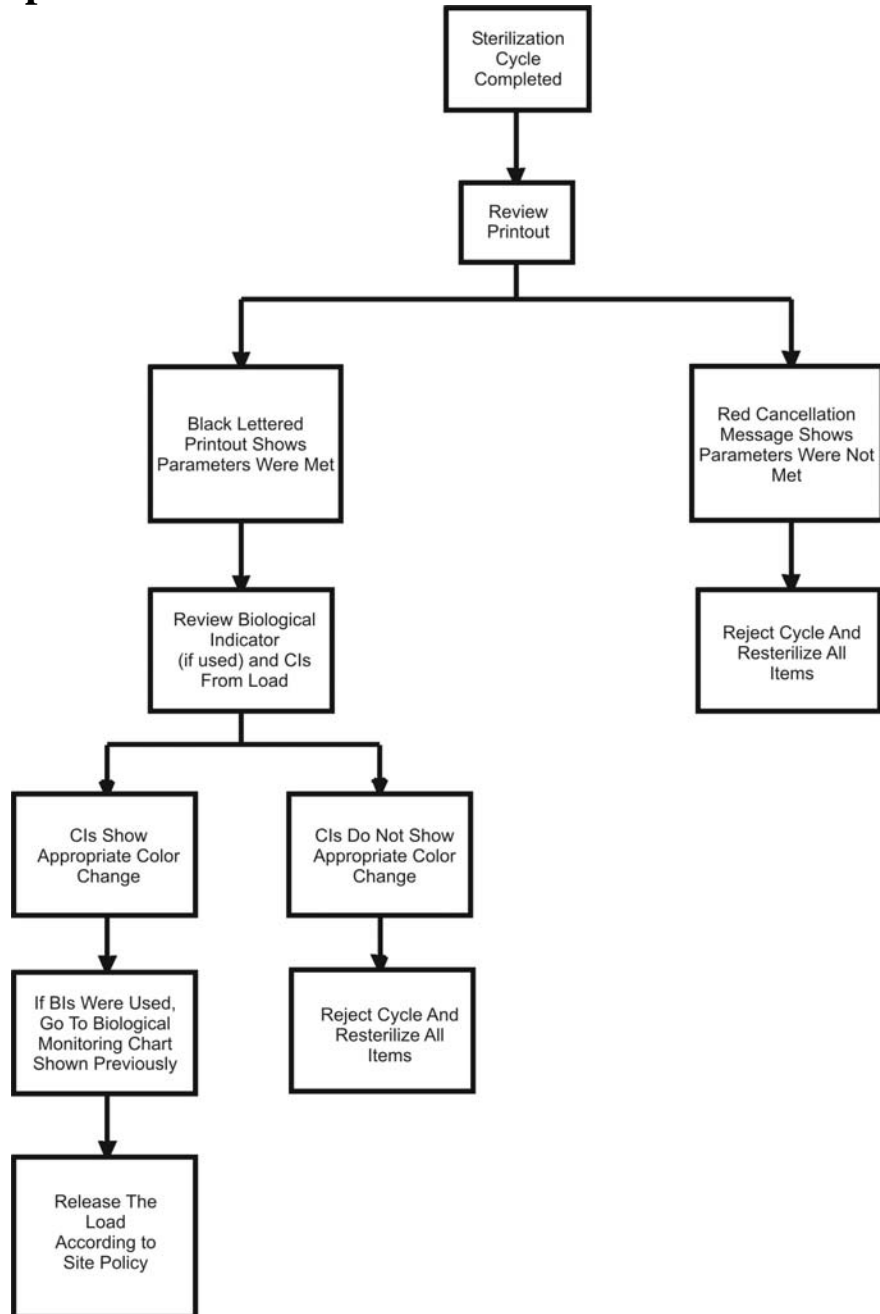 Sterilization
Cycle
Completed
Review
Printout
Black Lettered
Printout Shows
Parameters Were Met
Red Cancellation
Message Shows
Parameters Were Not
Met
Review Biological
Indicator
(if used) and CIs
From Load
Reject Cycle And
Resterilize All
Items
CIs Show
Appropriate Color
Change
CIs Do Not Show
Appropriate Color
Change
If BIs Were Used,
Go To Biological
Monitoring Chart
Shown Previously
Reject Cycle And
Resterilize All
Items
Release The
Load
According to
Site Policy